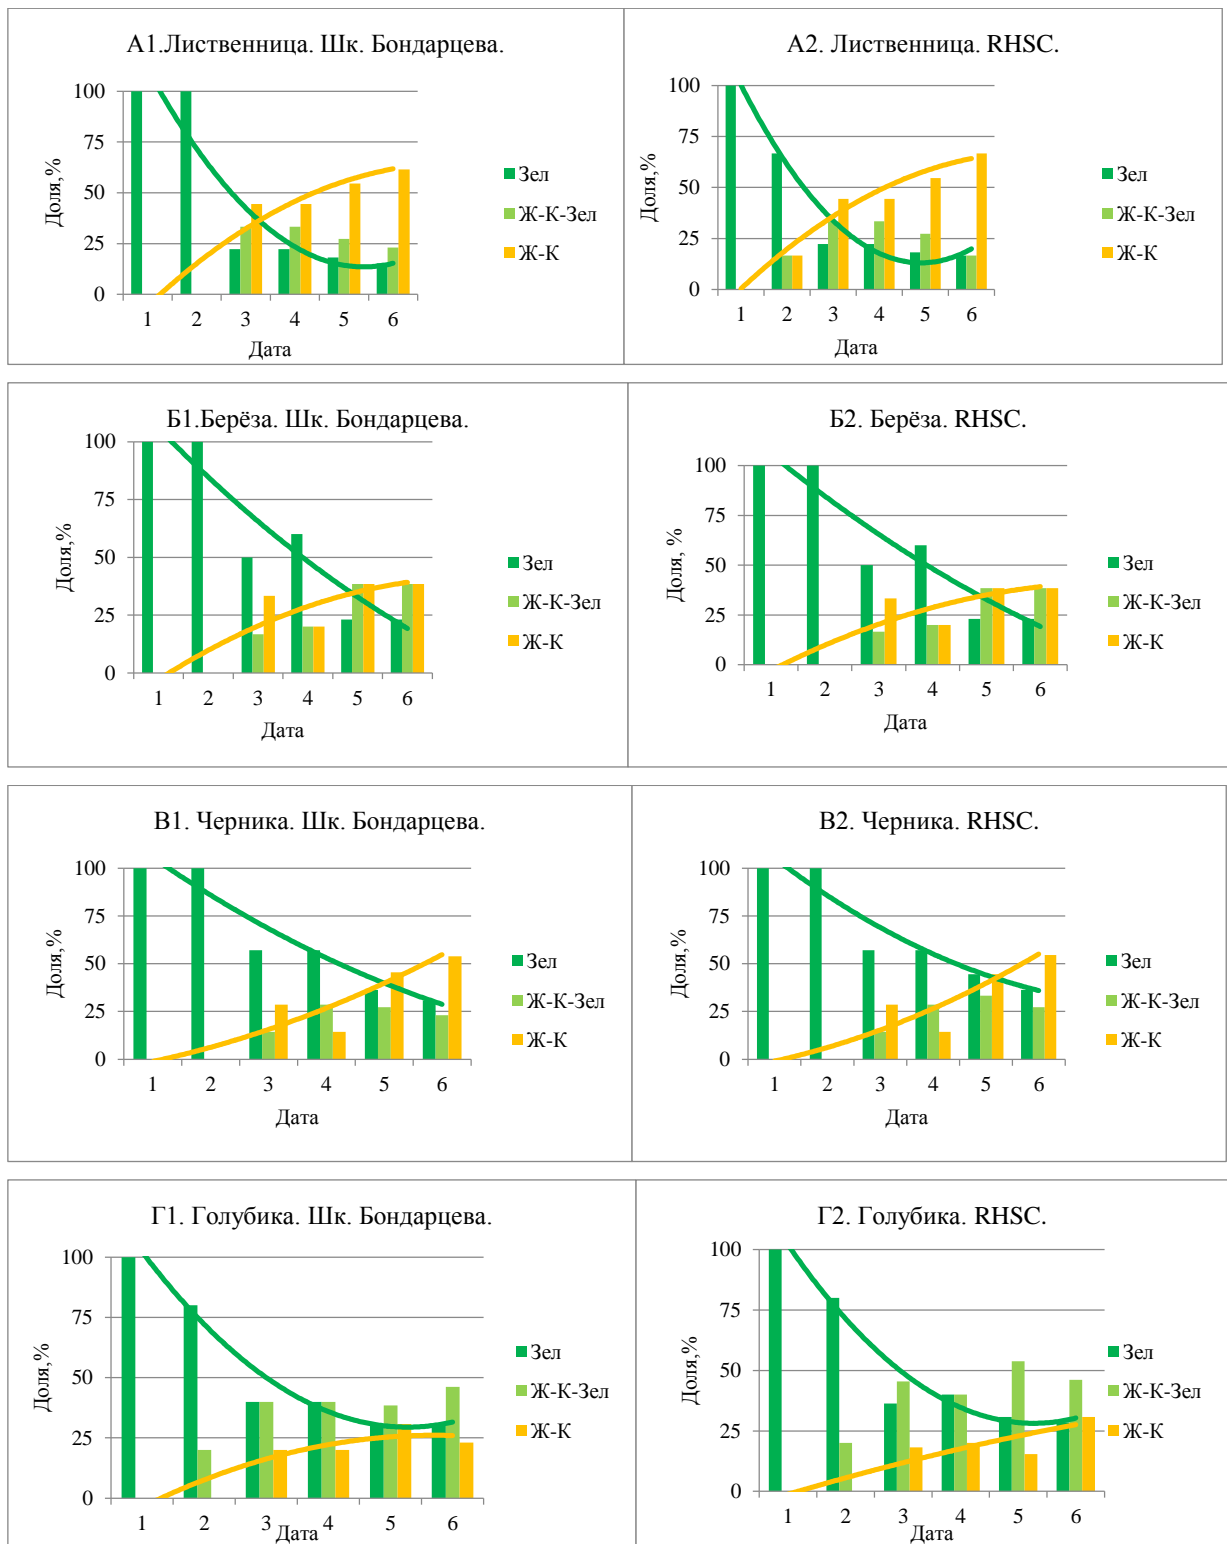 А1.Лиственница. Шк. Бондарцева.
Доля,%
100
75
50
25
0
1 2 3 4 5 6
Дата
Зел
Ж-К-Зел
Ж-К
А2. Лиственница. RHSC.
Доля,%
100
75
50
25
0
1 2 3 4 5 6
Дата
Зел
Ж-К-Зел
Ж-К
Б1.Берёза. Шк. Бондарцева.
Доля,%
100
75
50
25
0
1 2 3 4 5 6
Дата
Зел
Ж-К-Зел
Ж-К
Б2. Берёза. RHSC.
Доля, %
100
75
50
25
0
1 2 3 4 5 6
Дата
Зел
Ж-К-Зел
Ж-К
В1. Черника. Шк. Бондарцева.
Доля,%
100
75
50
25
0
1 2 3 4 5 6
Дата
Зел
Ж-К-Зел
Ж-К
В2. Черника. RHSC.
Доля,%
100
75
50
25
0
1 2 3 4 5 6
Дата
Зел
Ж-К-Зел
Ж-К
Г1. Голубика. Шк. Бондарцева.
Доля,%
100
75
50
25
0
1 2 3 4 5 6
Дата
Зел
Ж-К-Зел
Ж-К
Г2. Голубика. RHSC.
Доля,%
100
75
50
25
0
1 2 3 4 5 6
Дата
Зел
Ж-К-Зел
Ж-К